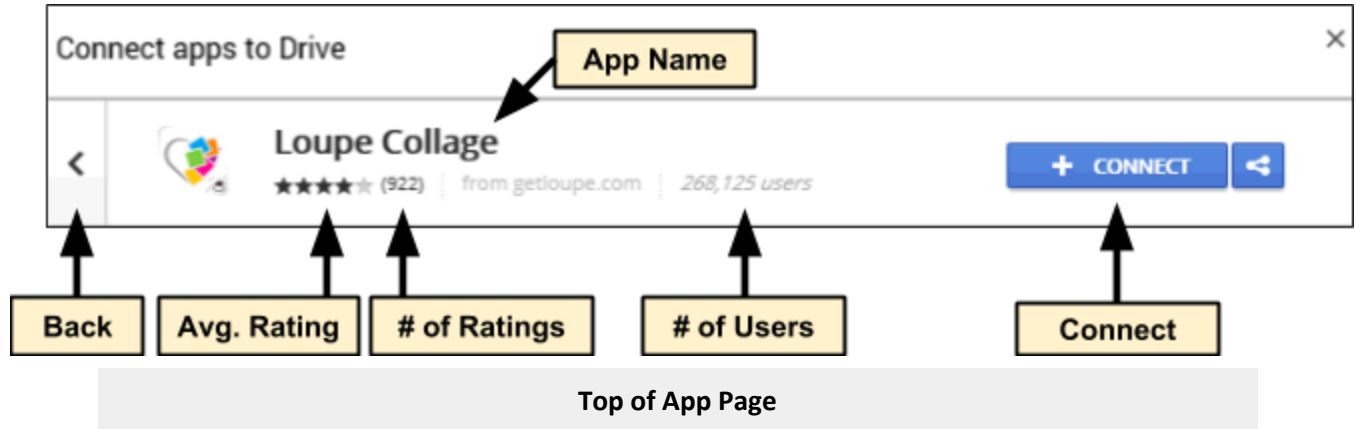 Connect apps to Drive
×
App Name
Loupe Collage
(922) from getloupe.com 268,125 users
+ CONNECT
Back
Avg. Rating
# of Ratings
# of Users
Connect
Top of App Page